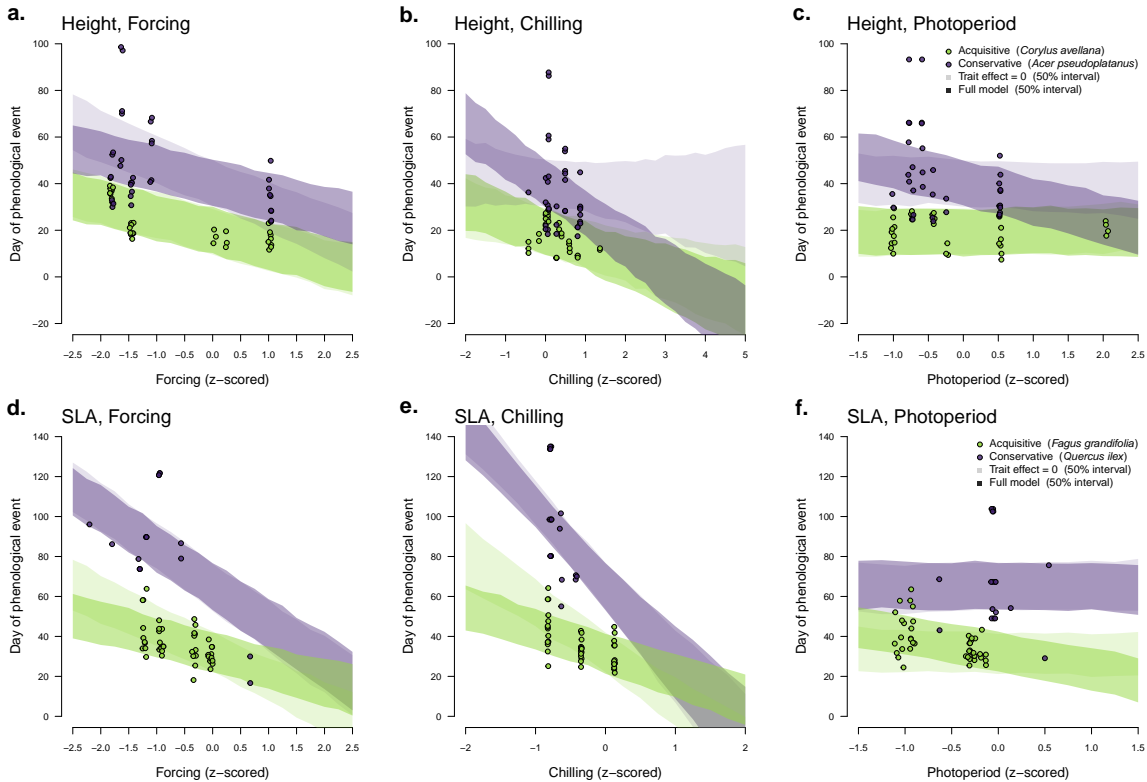 a.
Height, Forcing
Day of phenological event
100
80
60
40
20
0
−20
−2.5 −2.0 −1.5 −1.0 −0.5 0.0 0.5 1.0 1.5 2.0 2.5
Forcing (z−scored)
b.
Height, Chilling
Day of phenological event
100
80
60
40
20
0
−20
−2 −1 0 1 2 3 4 5
Chilling (z−scored)
c.
Height, Photoperiod
Acquisitive (Corylus avellana)
Conservative (Acer pseudoplatanus)
Trait effect = 0 (50% interval)
Full model (50% interval)
Day of phenological event
100
80
60
40
20
0
−20
−1.5 −1.0 −0.5 0.0 0.5 1.0 1.5 2.0 2.5
Photoperiod (z−scored)
d.
SLA, Forcing
Day of phenological event
140
120
100
80
60
40
20
0
−2.5 −2.0 −1.5 −1.0 −0.5 0.0 0.5 1.0 1.5 2.0 2.5
Forcing (z−scored)
e.
SLA, Chilling
Day of phenological event
140
120
100
80
60
40
20
0
−2 −1 0 1 2
Chilling (z−scored)
f.
SLA, Photoperiod
Acquisitive (Fagus grandifolia)
Conservative (Quercus ilex)
Trait effect = 0 (50% interval)
Full model (50% interval)
Day of phenological event
140
120
100
80
60
40
20
0
−1.5 −1.0 −0.5 0.0 0.5 1.0 1.5
Photoperiod (z−scored)